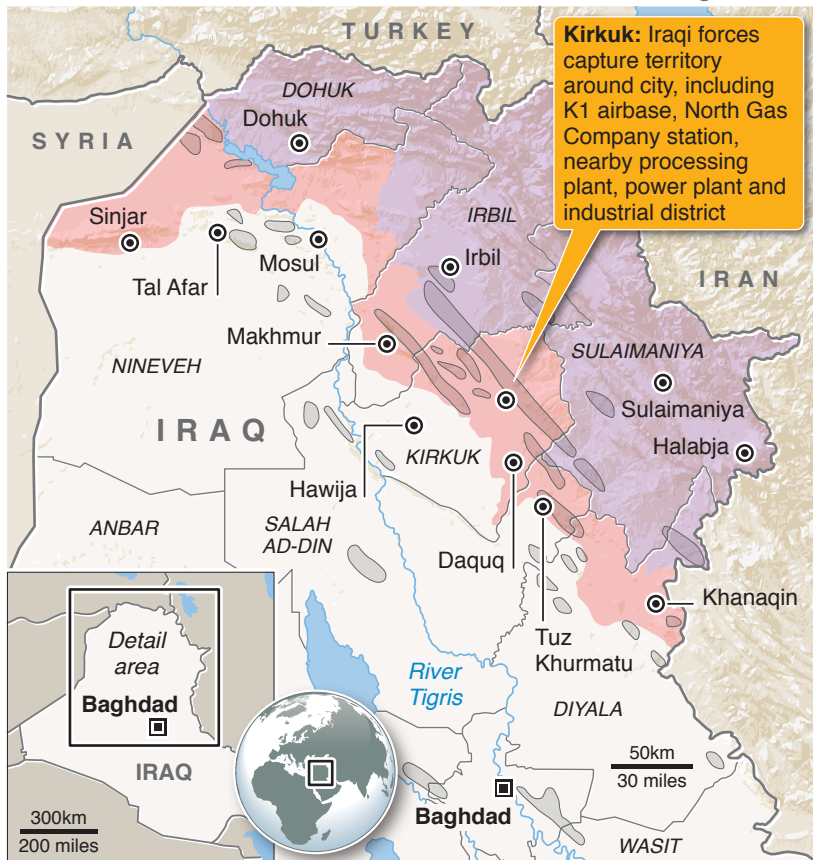 TURKEY
Kirkuk: Iraqi forces
capture territory
around city, including
K1 airbase, North Gas
Company station,
nearby processing
plant, power plant and
industrial district
DOHUK
Dohuk
SYRIA
Sinjar
IRBIL
Irbil
Tal Afar
Mosul
IRAN
Makhmur
NINEVEH
SULAIMANIYA
Sulaimaniya
IRAQ
Halabja
KIRKUK
Hawija
ANBAR
SALAH
AD-DIN
Daquq
Khanaqin
Tuz
Khurmatu
Detail
area
Baghdad
River
Tigris
DIYALA
IRAQ
50km
30 miles
300km
200 miles
Baghdad
WASIT